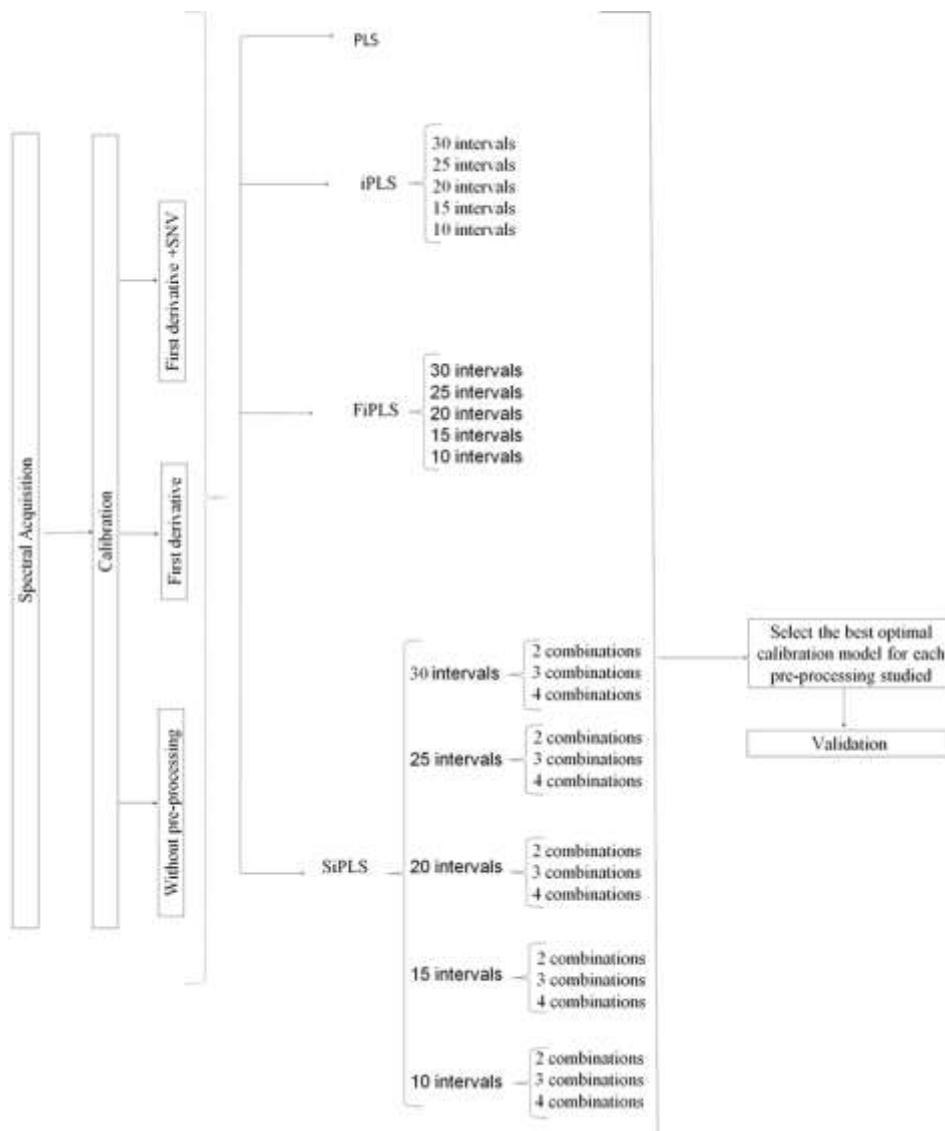 Spectral Acquisition
Calibration
First derivative +SNV
First derivative
Without pre-processing
PLS
iPLS
30 intervals
25 intervals
20 intervals
15 intervals
10 intervals
FiPLS
30 intervals
25 intervals
20 intervals
15 intervals
10 intervals
SiPLS
30 intervals
2 combinations
3 combinations
4 combinations
25 intervals
2 combinations
3 combinations
4 combinations
20 intervals
2 combinations
3 combinations
4 combinations
15 intervals
2 combinations
3 combinations
4 combinations
10 intervals
2 combinations
3 combinations
4 combinations
Select the best optimal
calibration model for each
pre-processing studied
Validation